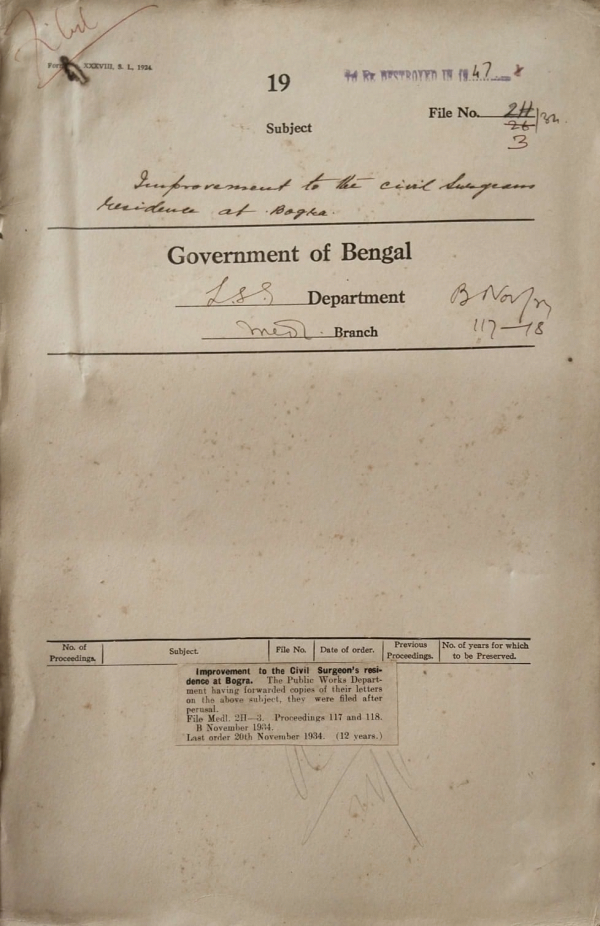 Filed
XXXVIII, S. L., 1934
19
TO BE DESTROYED IN 1947
File No. 2H/34
26
3
Subject
Improvement to the civil Surgeons
residence at Bogra.
Government of Bengal
L.S.G. Department
B Nov/34
Medl. Branch
117—18
No. of Proceedings.
Subject.
File No.
Date of order.
Previous Proceedings.
No. of years for which to be Preserved.
Improvement to the Civil Surgeon's resi-
dence at Bogra. The Public Works Depart-
ment having forwarded copies of their letters
on the above subject, they were filed after
perusal.
File Medl. 2H—3. Proceedings 117 and 118.
B November 1934.
Last order 20th November 1934. (12 years.)